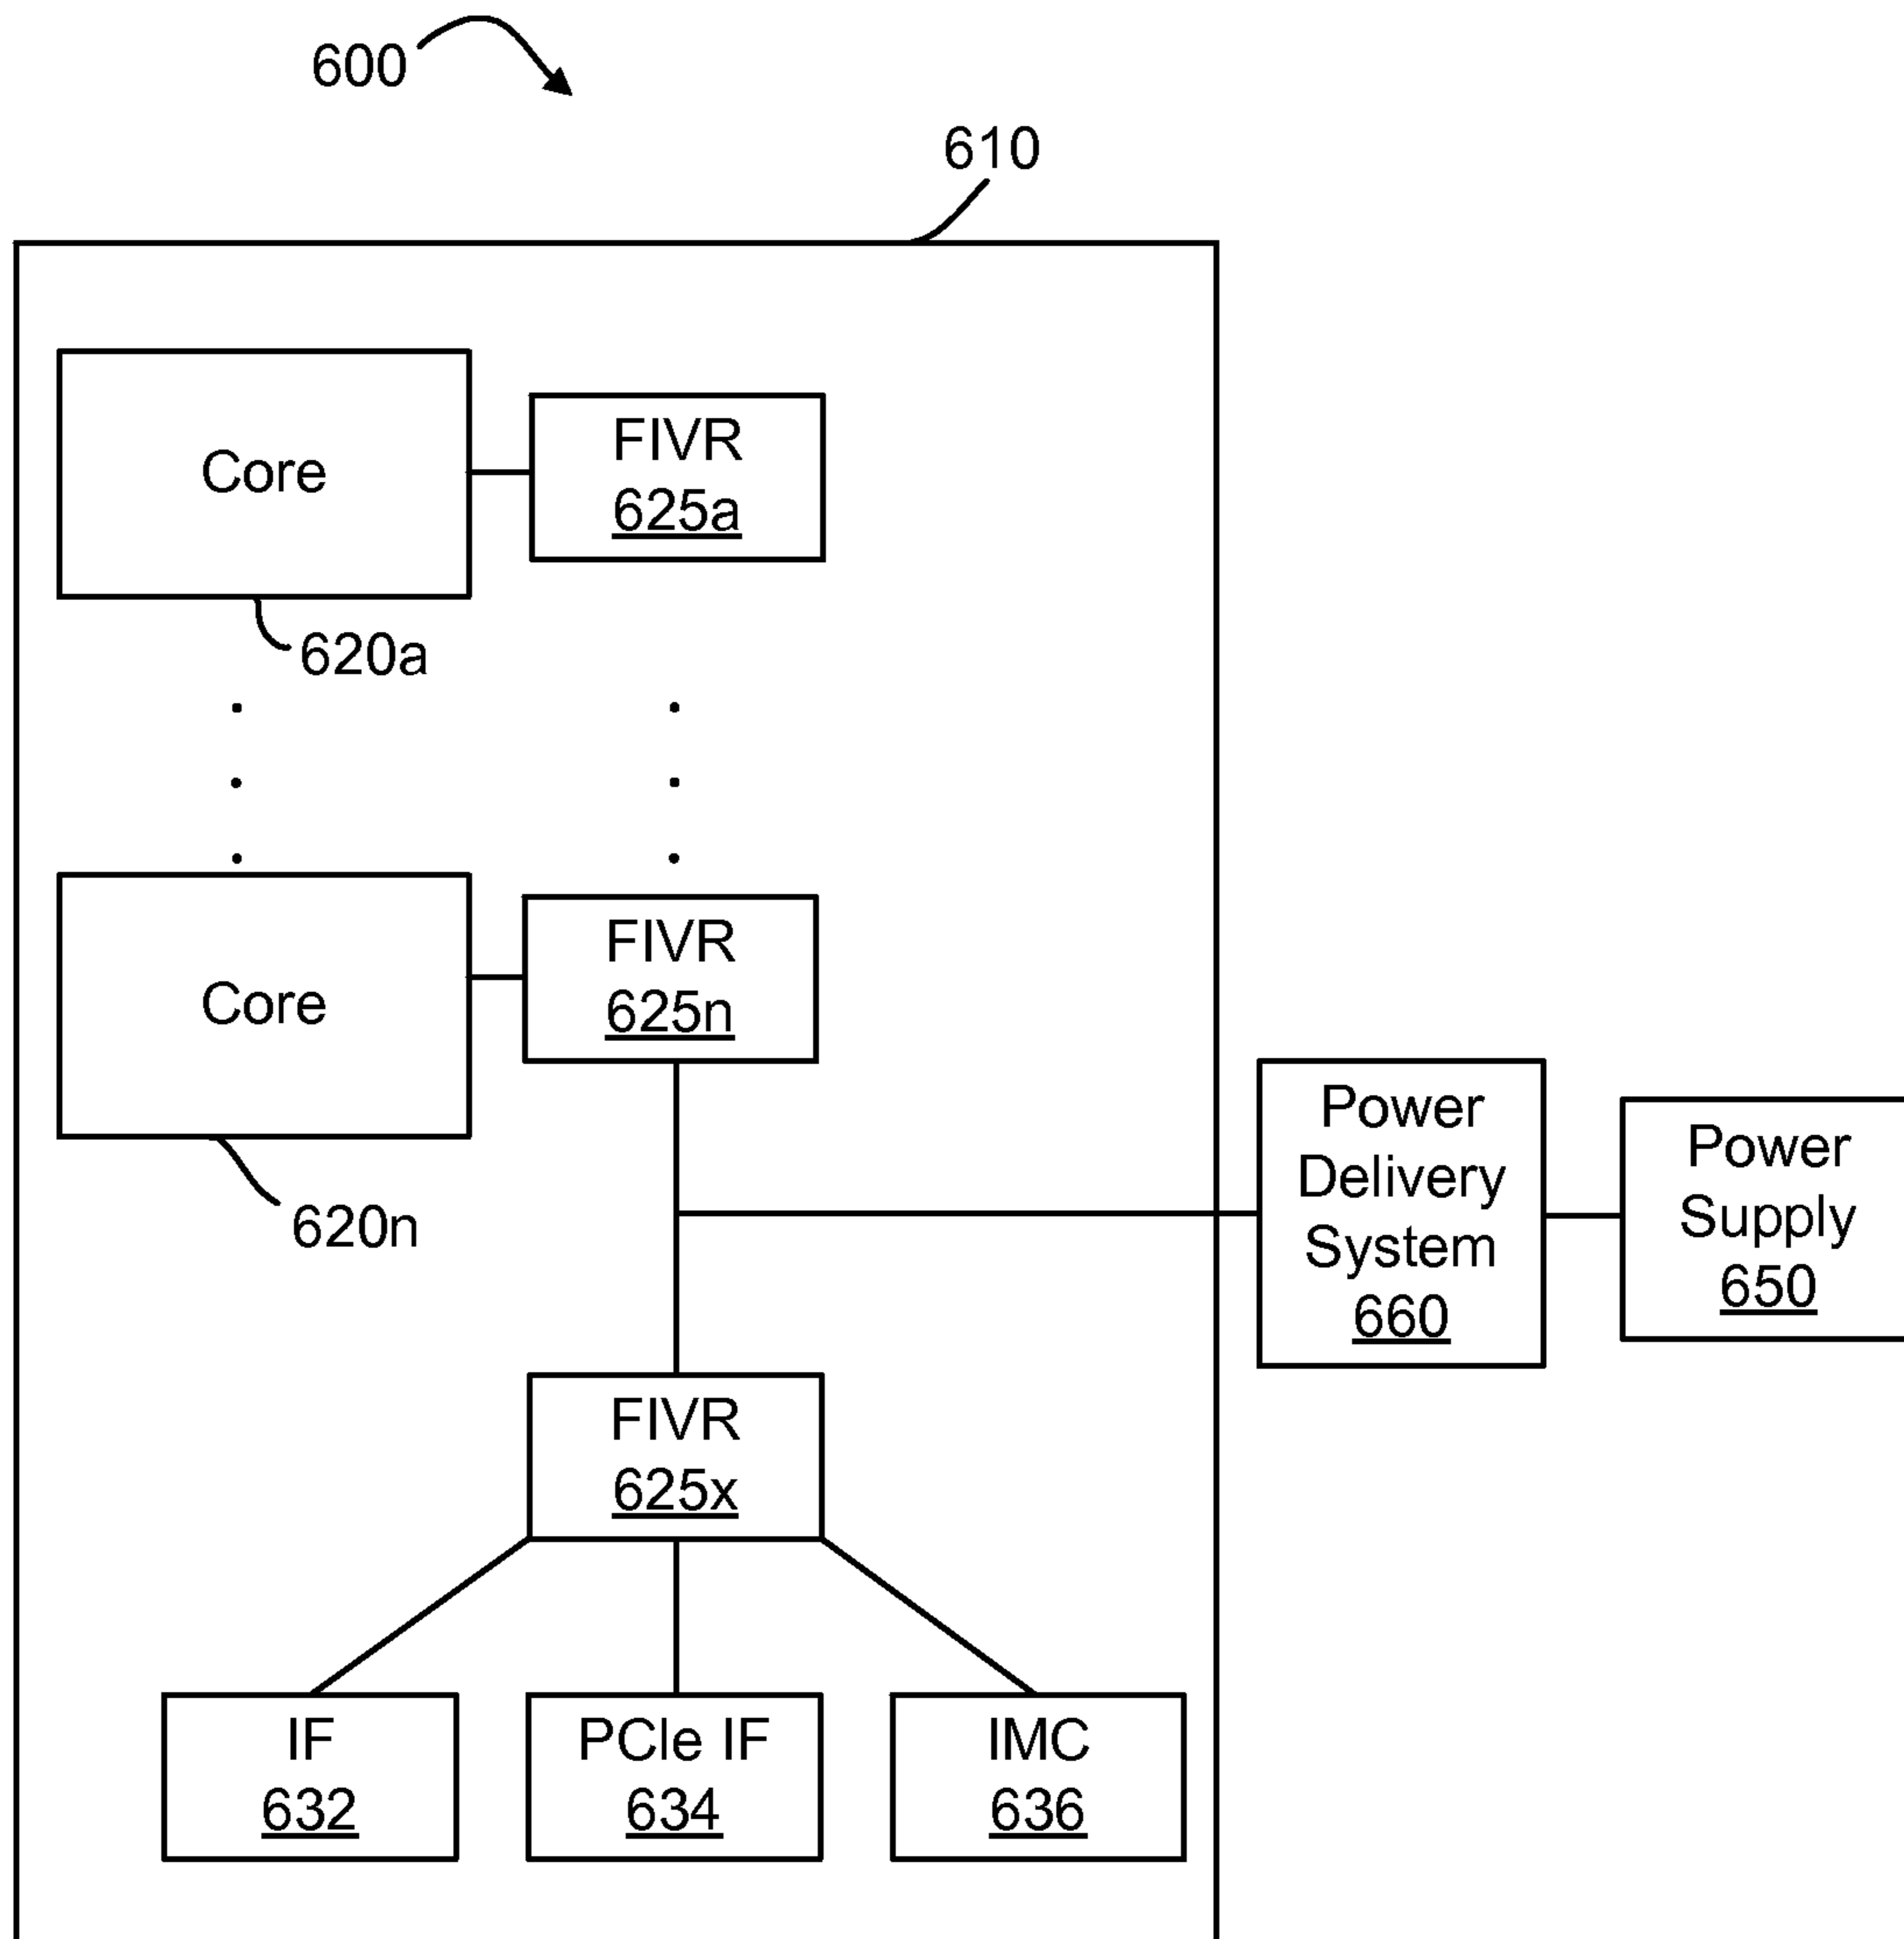 600
610
Core
FIVR
625a
620a
Core
FIVR
625n
620n
Power
Delivery
System
660
Power
Supply
650
FIVR
625x
IF
632
PCIe IF
634
IMC
636